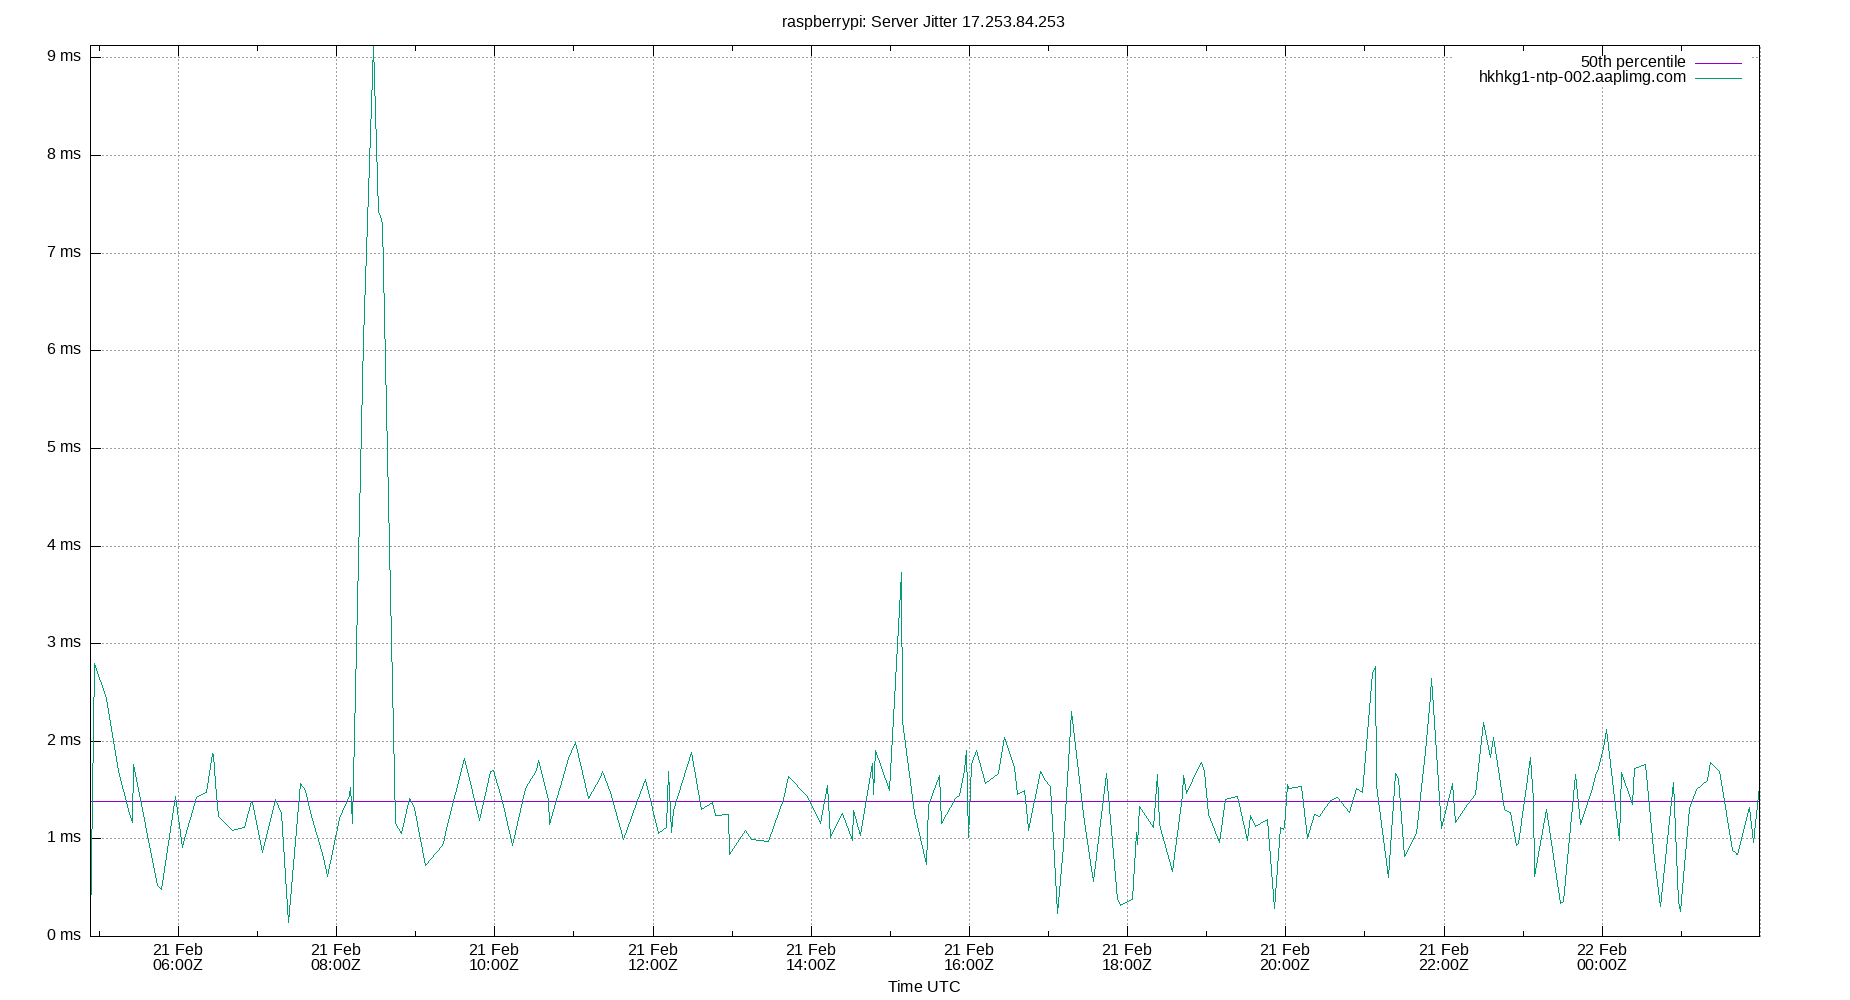 raspberrypi: Server Jitter 17.253.84.253
9 ms
8 ms
7 ms
6 ms
5 ms
4 ms
3 ms
2 ms
1 ms
0 ms
50th percentile
hkhkg1-ntp-002.aaplimg.com
21 Feb 21 Feb 21 Feb 21 Feb 21 Feb 21 Feb 21 Feb 21 Feb 21 Feb 22 Feb
06:00Z 08:00Z 10:00Z 12:00Z 14:00Z 16:00Z 18:00Z 20:00Z 22:00Z 00:00Z
Time UTC